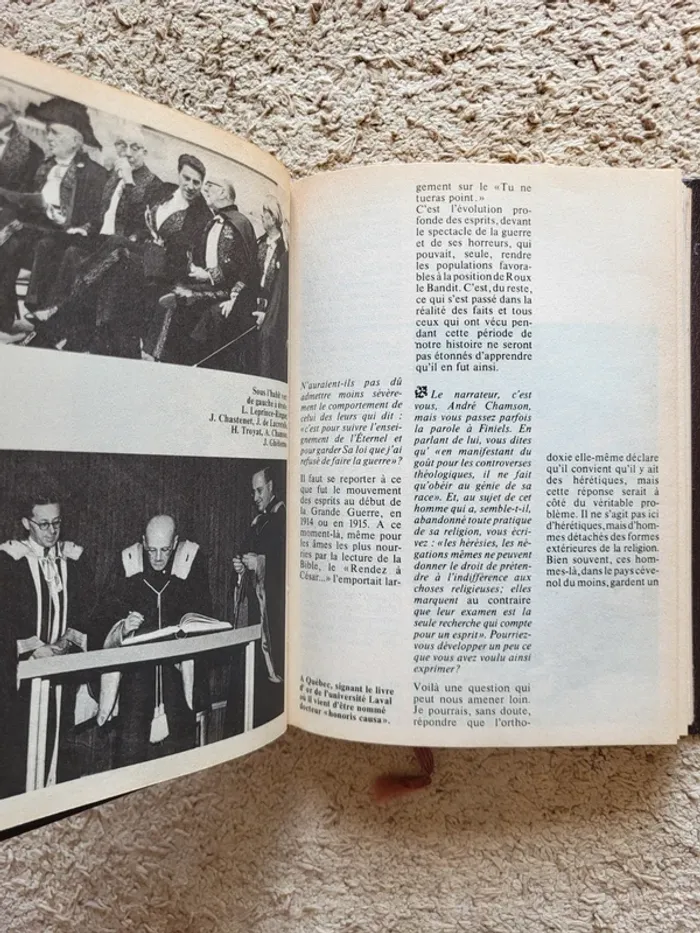 Sous l'habit vert
de gauche à droite
L. Leprince-Ringuet,
J. Chastenet, J. de Lacretelle,
H. Troyat, A. Chamson,
J. Guéhenno
N'auraient-ils pas dû
admettre moins sévère-
ment le comportement de
celui des leurs qui dit :
«c'est pour suivre l'ensei-
gnement de l'Éternel et
pour garder Sa loi que j'ai
refusé de faire la guerre»?
Il faut se reporter à ce
que fut le mouvement
des esprits au début de
la Grande Guerre, en
1914 ou en 1915. A ce
moment-là, même pour
les âmes les plus nour-
ries par la lecture de la
Bible, le «Rendez à
César...» l'emportait lar-
A Québec, signant le livre
d'or de l'université Laval
où il vient d'être nommé
docteur «honoris causa».
gement sur le «Tu ne
tueras point.»
C'est l'évolution pro-
fonde des esprits, devant
le spectacle de la guerre
et de ses horreurs, qui
pouvait, seule, rendre
les populations favora-
bles à la position de Roux
le Bandit. C'est, du reste,
ce qui s'est passé dans la
réalité des faits et tous
ceux qui ont vécu pen-
dant cette période de
notre histoire ne seront
pas étonnés d'apprendre
qu'il en fut ainsi.
Le narrateur, c'est
vous, André Chamson,
mais vous passez parfois
la parole à Finiels. En
parlant de lui, vous dites
qu' «en manifestant du
goût pour les controverses
théologiques, il ne fait
qu'obéir au génie de sa
race». Et, au sujet de cet
homme qui a, semble-t-il,
abandonné toute pratique
de sa religion, vous écri-
vez : «les hérésies, les né-
gations mêmes ne peuvent
donner le droit de préten-
dre à l'indifférence aux
choses religieuses; elles
marquent au contraire
que leur examen est la
seule recherche qui compte
pour un esprit». Pourriez-
vous développer un peu ce
que vous avez voulu ainsi
exprimer?
Voilà une question qui
peut nous amener loin.
Je pourrais, sans doute,
répondre que l'ortho-
doxie elle-même déclare
qu'il convient qu'il y ait
des hérétiques, mais
cette réponse serait à
côté du véritable pro-
blème. Il ne s'agit pas ici
d'hérétiques, mais d'hom-
mes détachés des formes
extérieures de la religion.
Bien souvent, ces hom-
mes-là, dans le pays céve-
nol du moins, gardent un